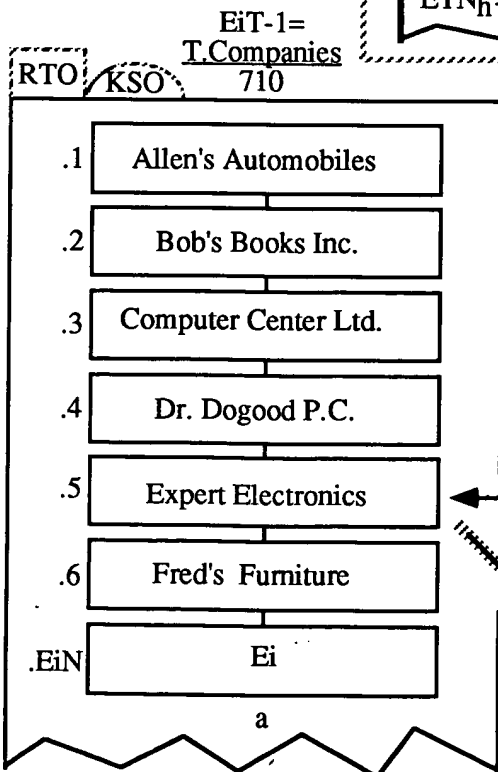 EiT-1=
T.Companies
710
RTO
KSO
.1 Allen's Automobiles
.2 Bob's Books Inc.
.3 Computer Center Ltd.
.4 Dr. Dogood P.C.
.5 Expert Electronics
.6 Fred's Furniture
.EiN Ei
a